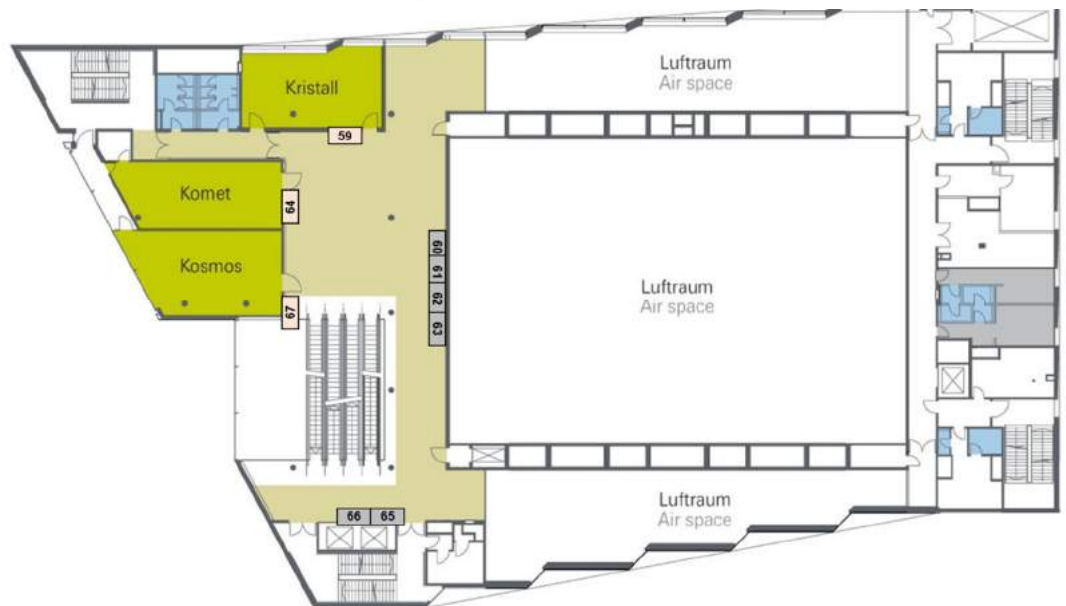 Kristall
Luftraum
Air space
59
Komet
64
Kosmos
60
61
62
63
67
Luftraum
Air space
66
65
Luftraum
Air space